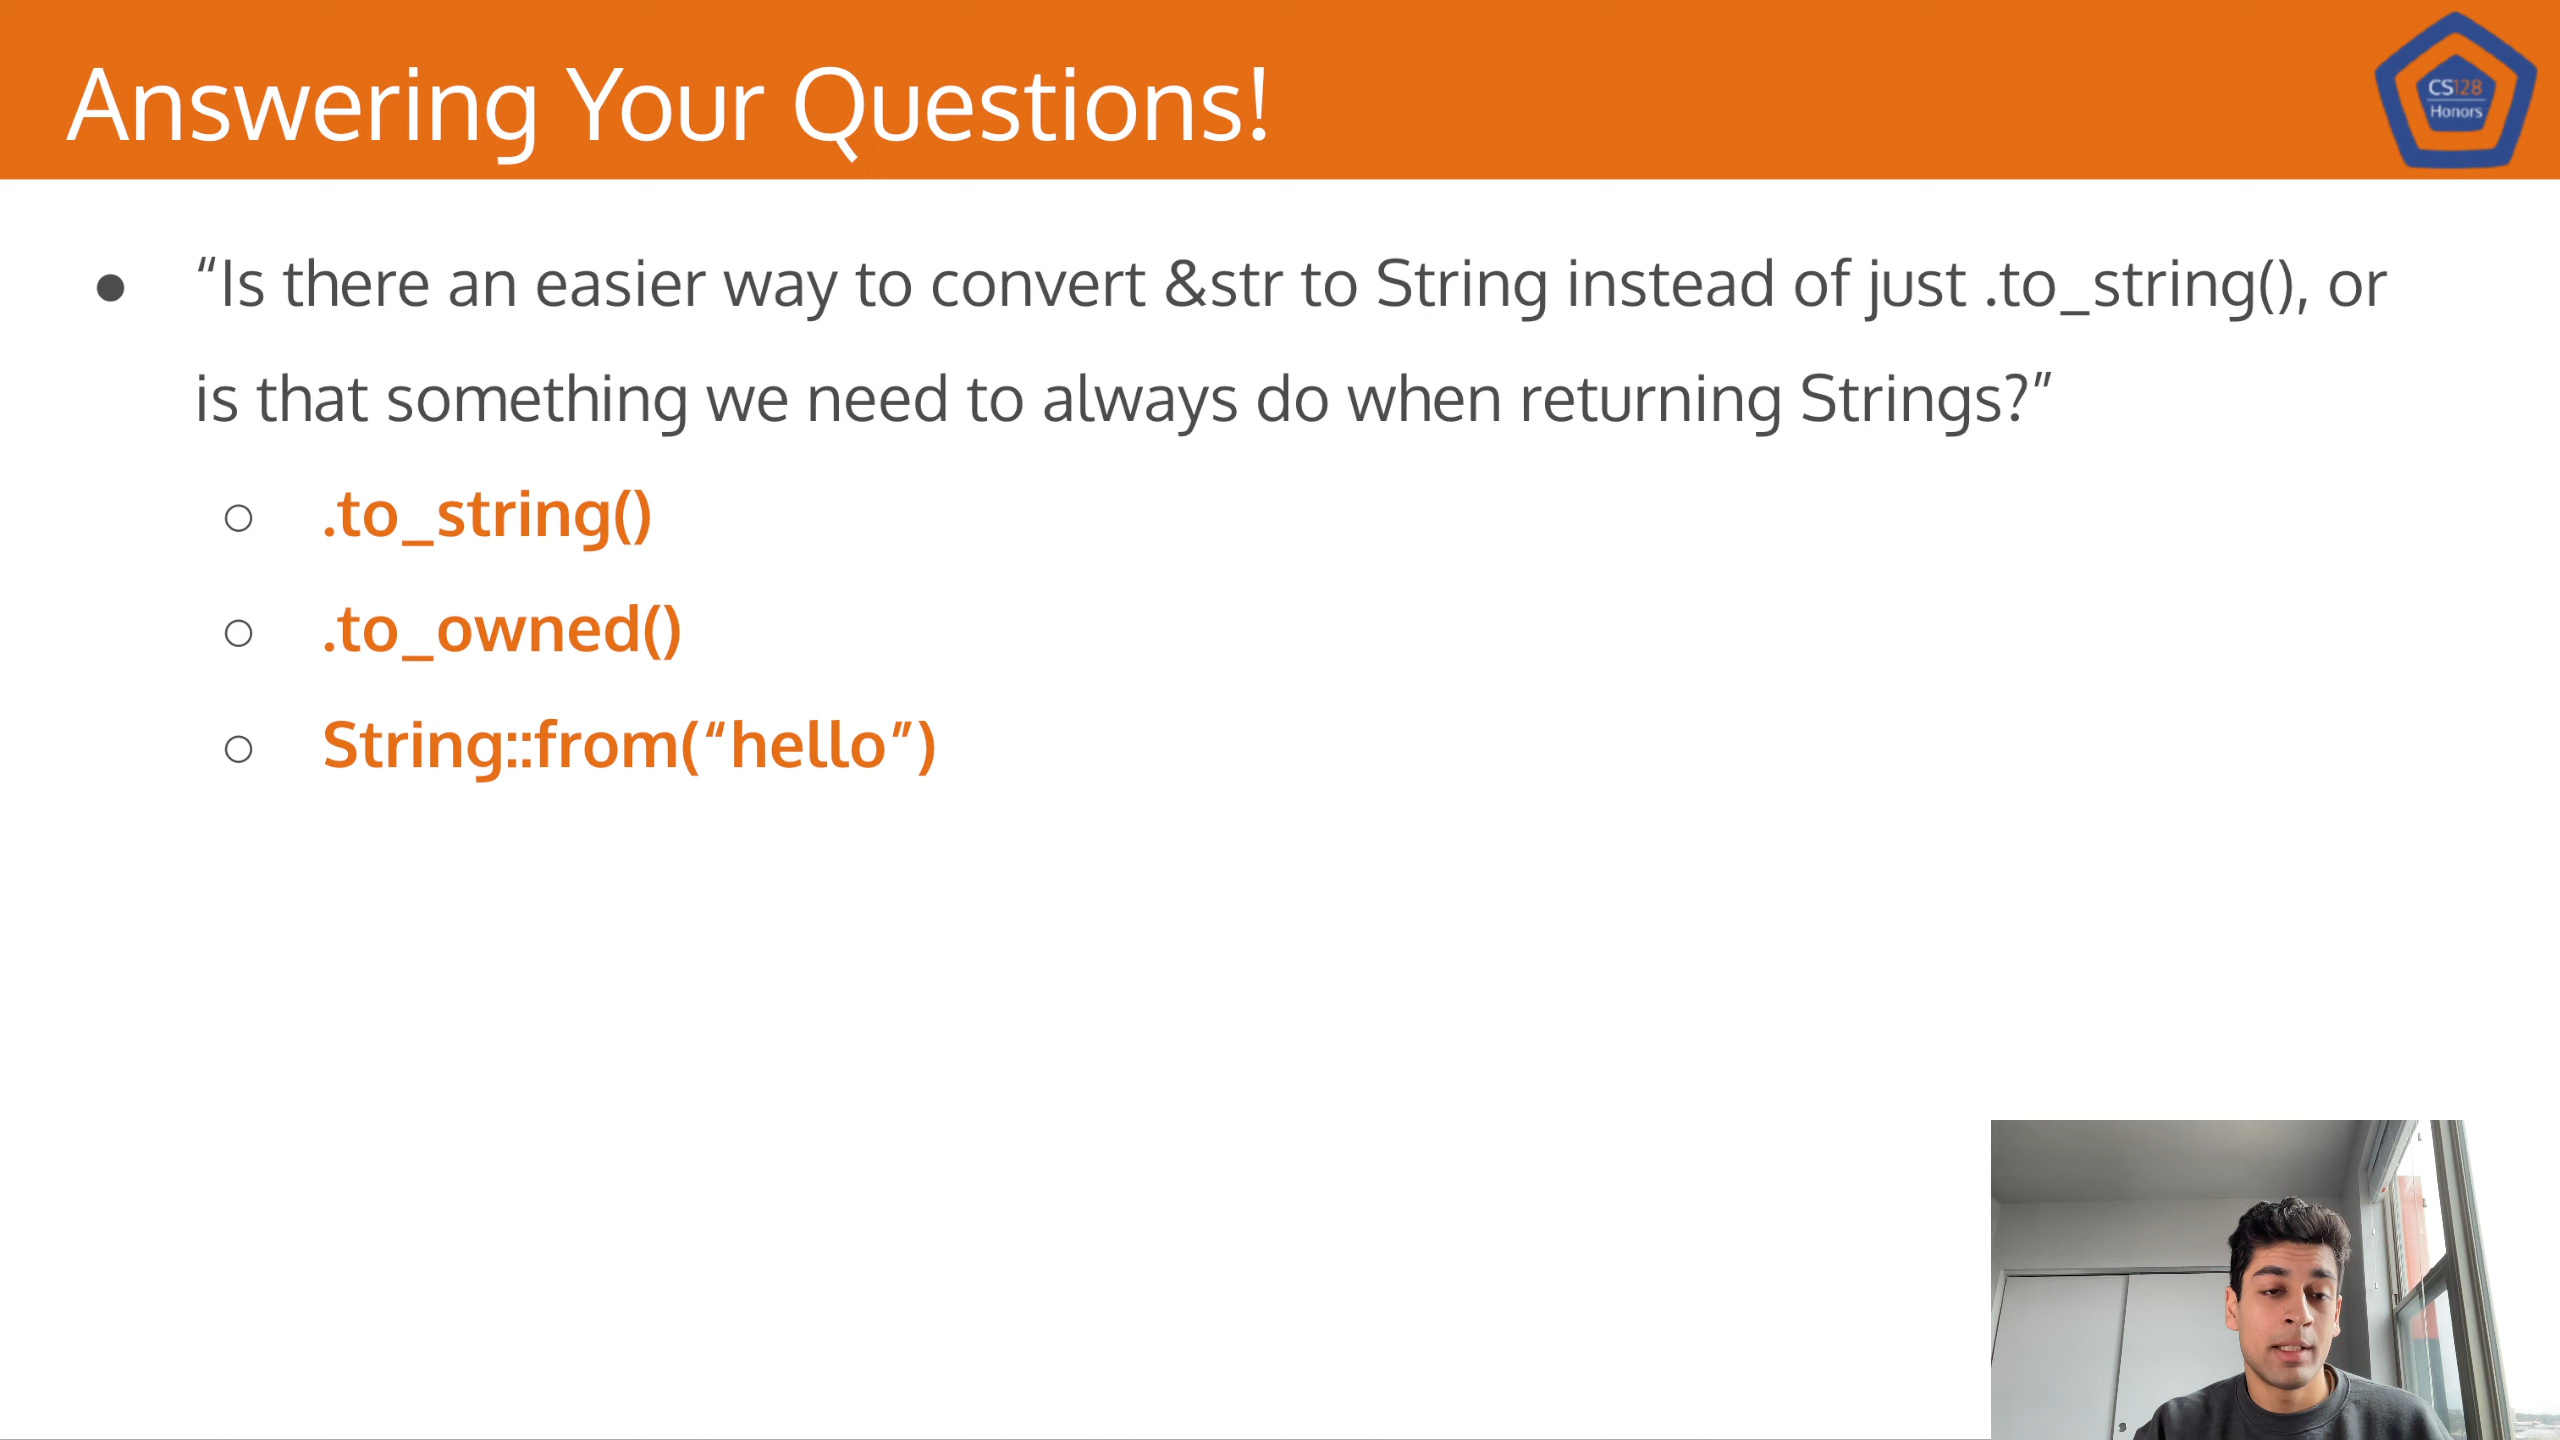 Answering Your Questions!
CS128
Honors
● “Is there an easier way to convert &str to String instead of just .to_string(), or
is that something we need to always do when returning Strings?”
○ .to_string()
○ .to_owned()
○ String::from(“hello”)